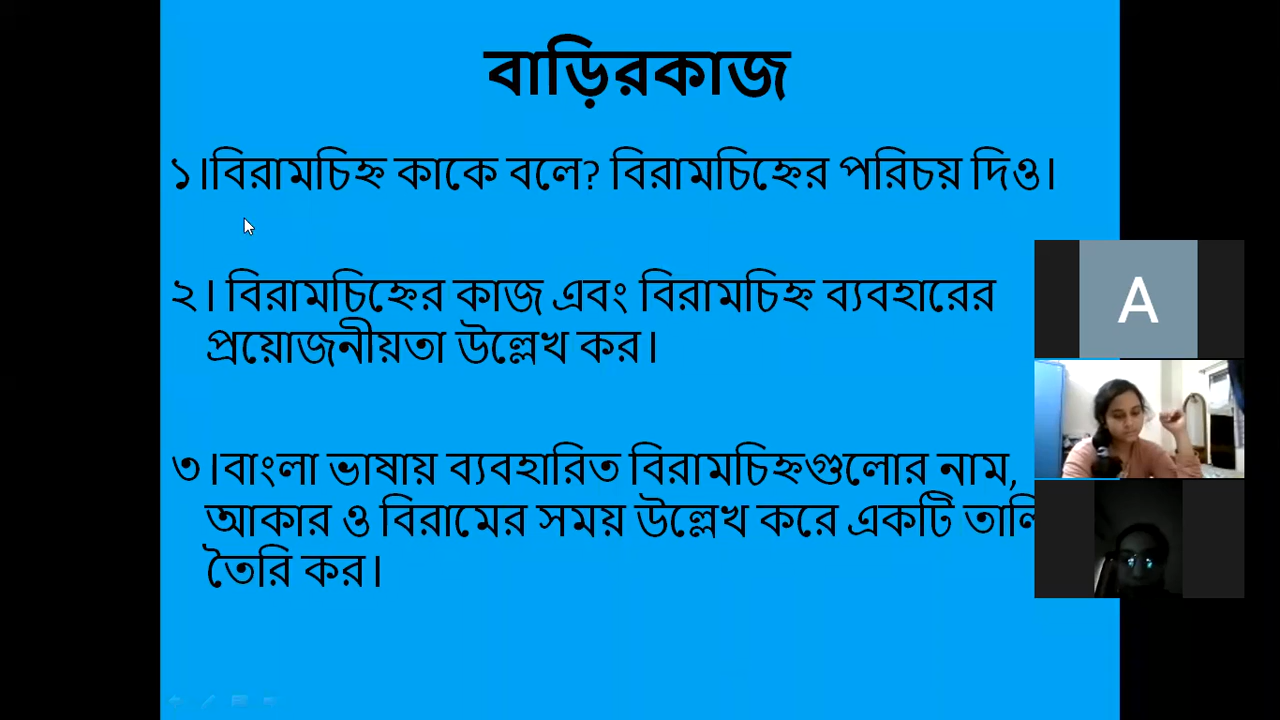 বাড়িরকাজ
১।বিরামচিহ্ন কাকে বলে? বিরামচিহ্নের পরিচয় দিও।
২। বিরামচিহ্নের কাজ এবং বিরামচিহ্ন ব্যবহারের
প্রয়োজনীয়তা উল্লেখ কর।
৩।বাংলা ভাষায় ব্যবহারিত বিরামচিহ্নগুলোর নাম,
আকার ও বিরামের সময় উল্লেখ করে একটি
তৈরি কর।
A